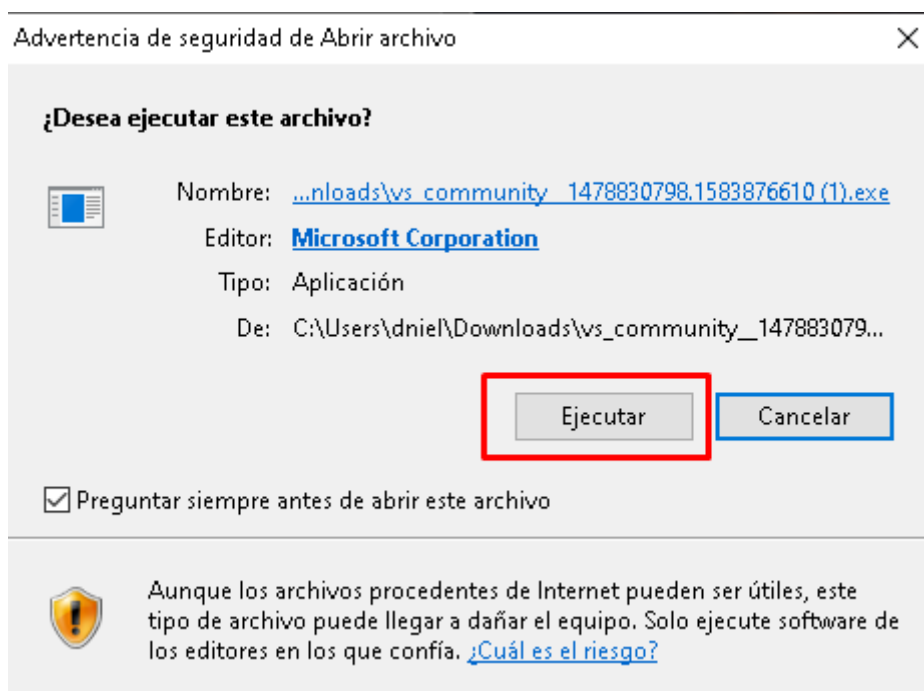 Advertencia de seguridad de Abrir archivo
¿Desea ejecutar este archivo?
Nombre: ...nloads\vs_community__1478830798.1583876610 (1).exe
Editor: Microsoft Corporation
Tipo: Aplicación
De: C:\Users\dniel\Downloads\vs_community__147883079...
Ejecutar Cancelar
Preguntar siempre antes de abrir este archivo
Aunque los archivos procedentes de Internet pueden ser útiles, este
tipo de archivo puede llegar a dañar el equipo. Solo ejecute software de
los editores en los que confía. ¿Cuál es el riesgo?